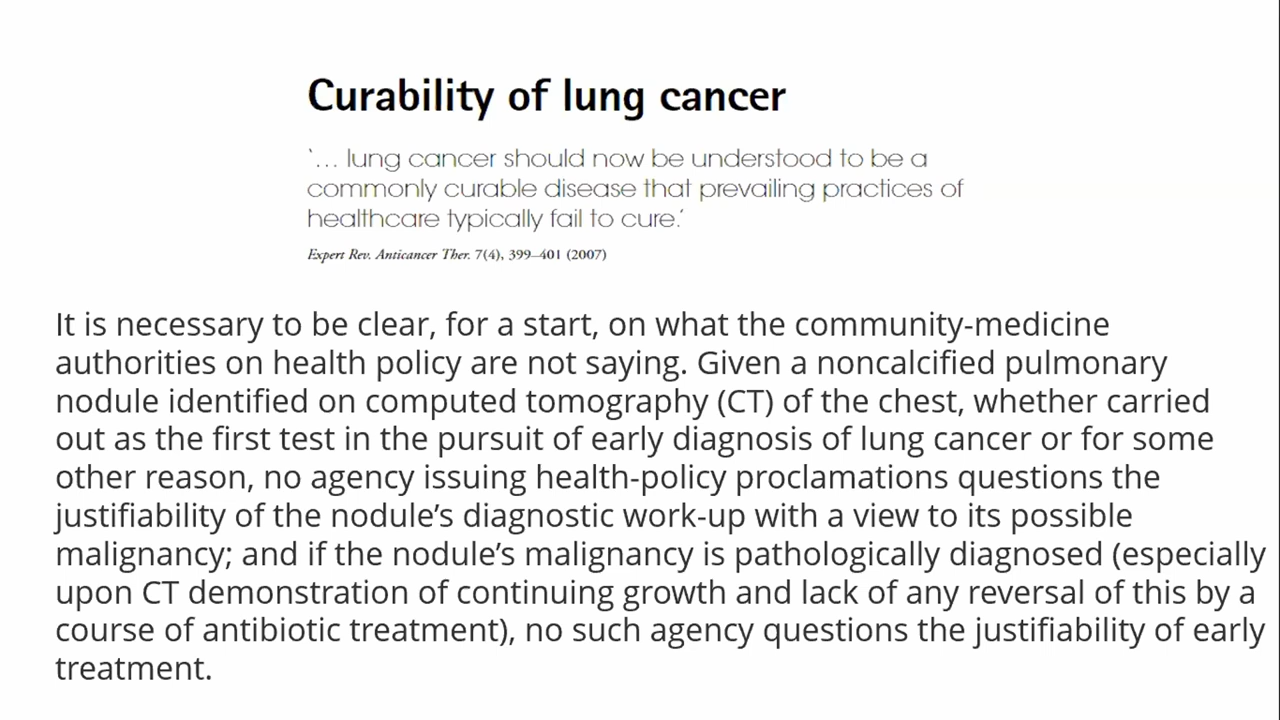 Curability of lung cancer
‘… lung cancer should now be understood to be a
commonly curable disease that prevailing practices of
healthcare typically fail to cure.’
Expert Rev. Anticancer Ther. 7(4), 399–401 (2007)
It is necessary to be clear, for a start, on what the community-medicine
authorities on health policy are not saying. Given a noncalcified pulmonary
nodule identified on computed tomography (CT) of the chest, whether carried
out as the first test in the pursuit of early diagnosis of lung cancer or for some
other reason, no agency issuing health-policy proclamations questions the
justifiability of the nodule’s diagnostic work-up with a view to its possible
malignancy; and if the nodule’s malignancy is pathologically diagnosed (especially
upon CT demonstration of continuing growth and lack of any reversal of this by a
course of antibiotic treatment), no such agency questions the justifiability of early
treatment.